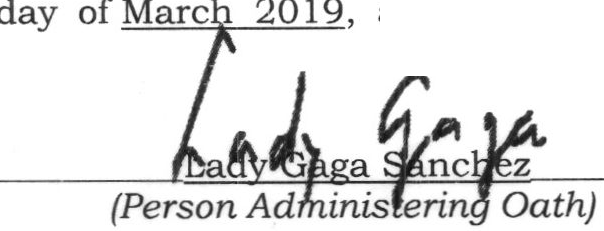 day of March 2019,
Lady Gaga
Lady Gaga Sanchez
(Person Administering Oath)